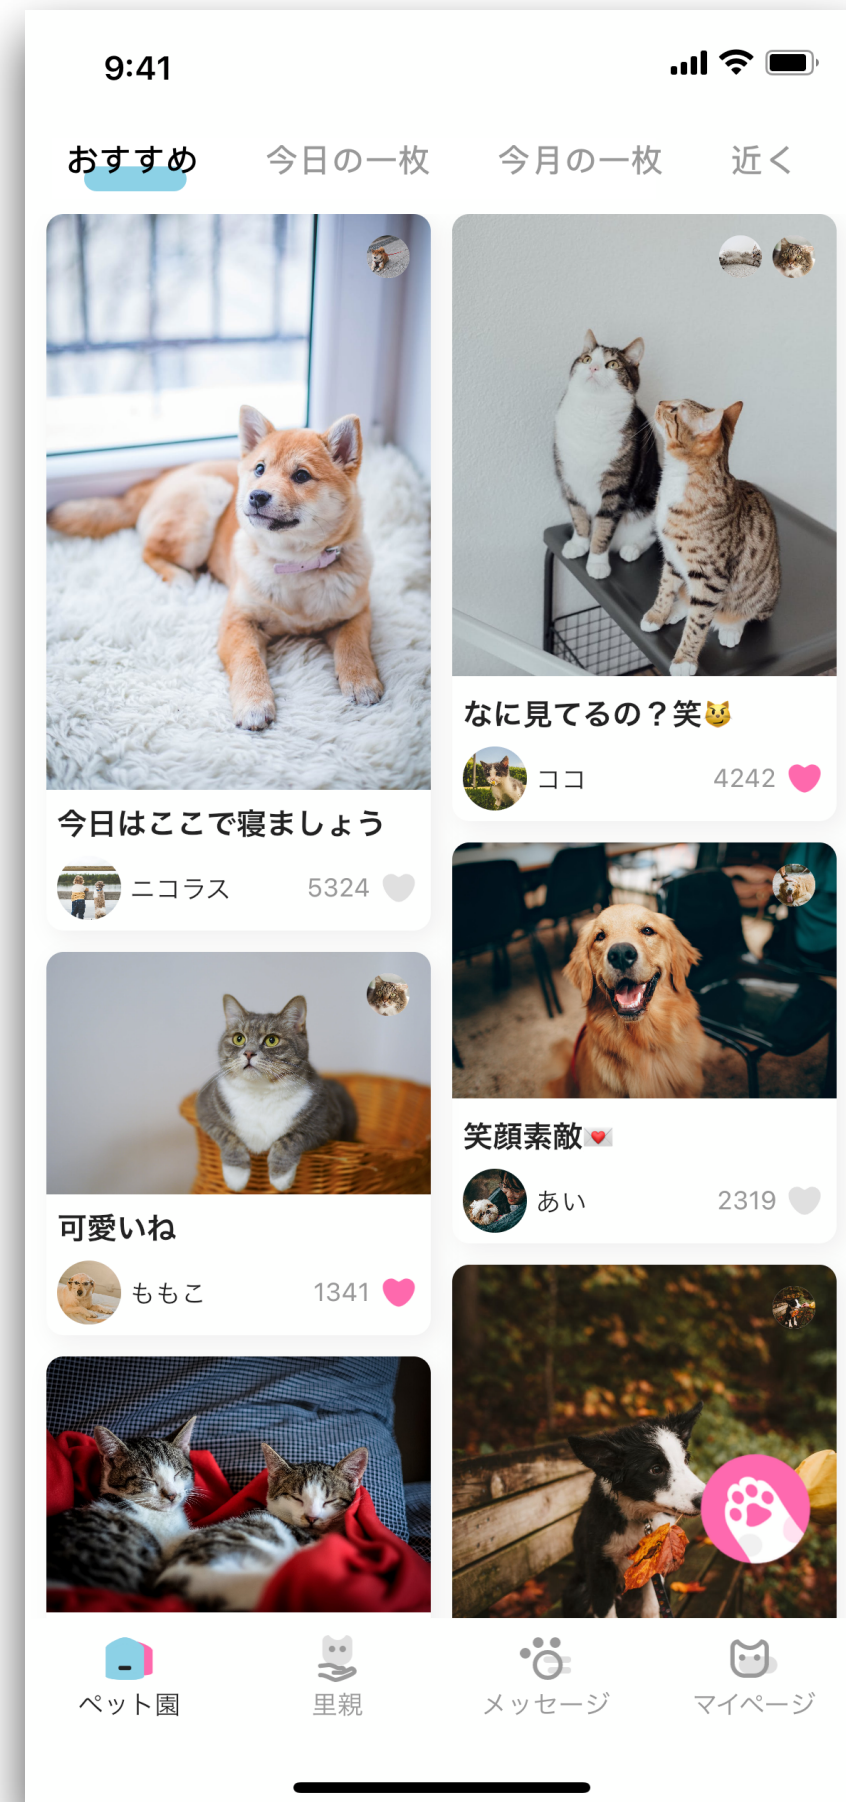 9:41
おすすめ 今日の一枚 今月の一枚 近く
今日はここで寝ましょう
ニコラス 5324
なに見てるの？笑😼
ココ 4242
可愛いね
ももこ 1341
笑顔素敵💌
あい 2319
ペット園 里親 メッセージ マイページ